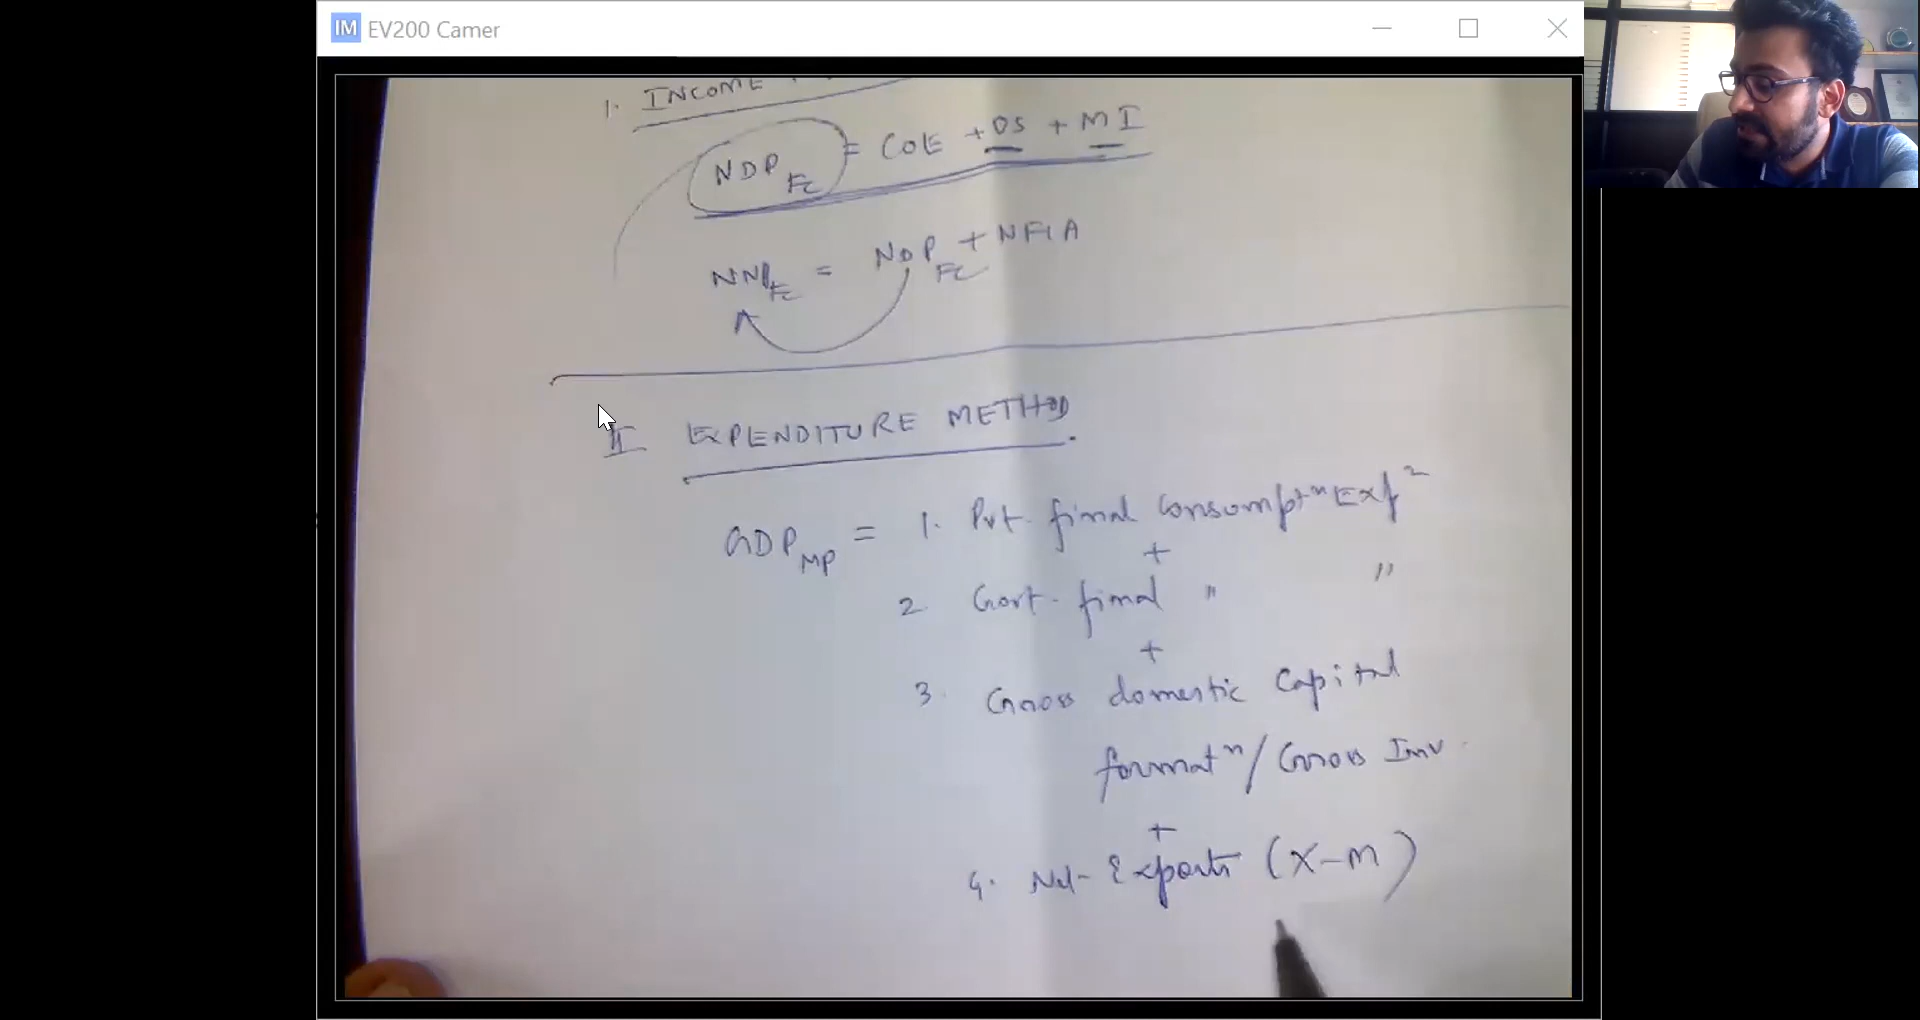 IM EV200 Camer
1. INCOME
NDP FC = COE + OS + MI
NNP FC = NDP FC + NFIA
II EXPENDITURE METHOD.
GDP MP = 1. Pvt. final Consumptⁿ Expʳ
+
2. Govt. final " "
+
3. Gross domestic Capital
formatⁿ / Gross Inv.
+
4. Net Exports (X-M)